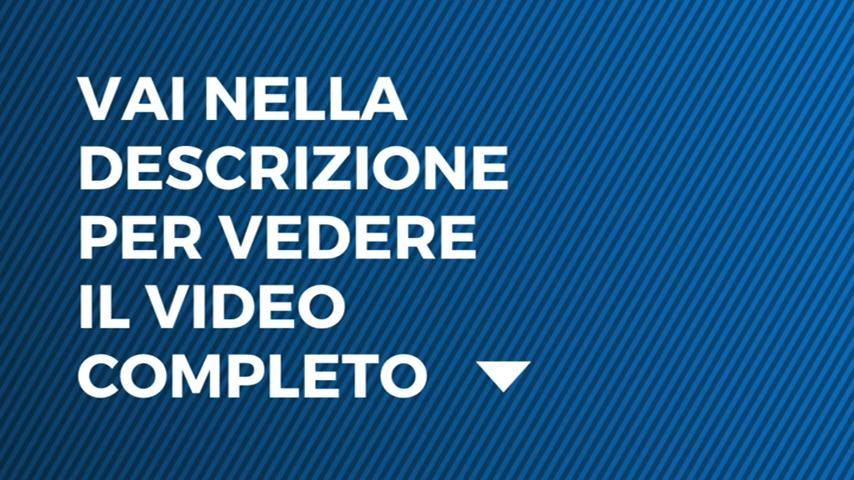 VAI NELLA
DESCRIZIONE
PER VEDERE
IL VIDEO
COMPLETO